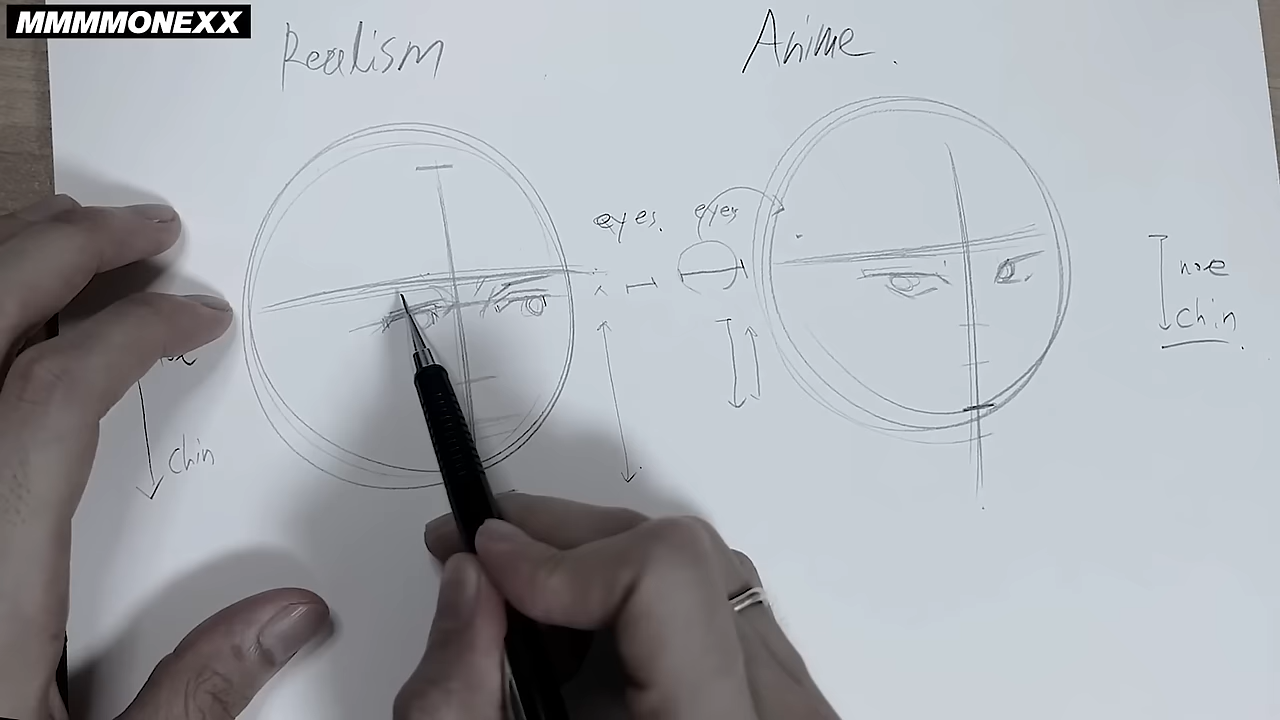 MMMMONEXX
Realism
Anime.
eyes.
eyes
nose
chin
chin